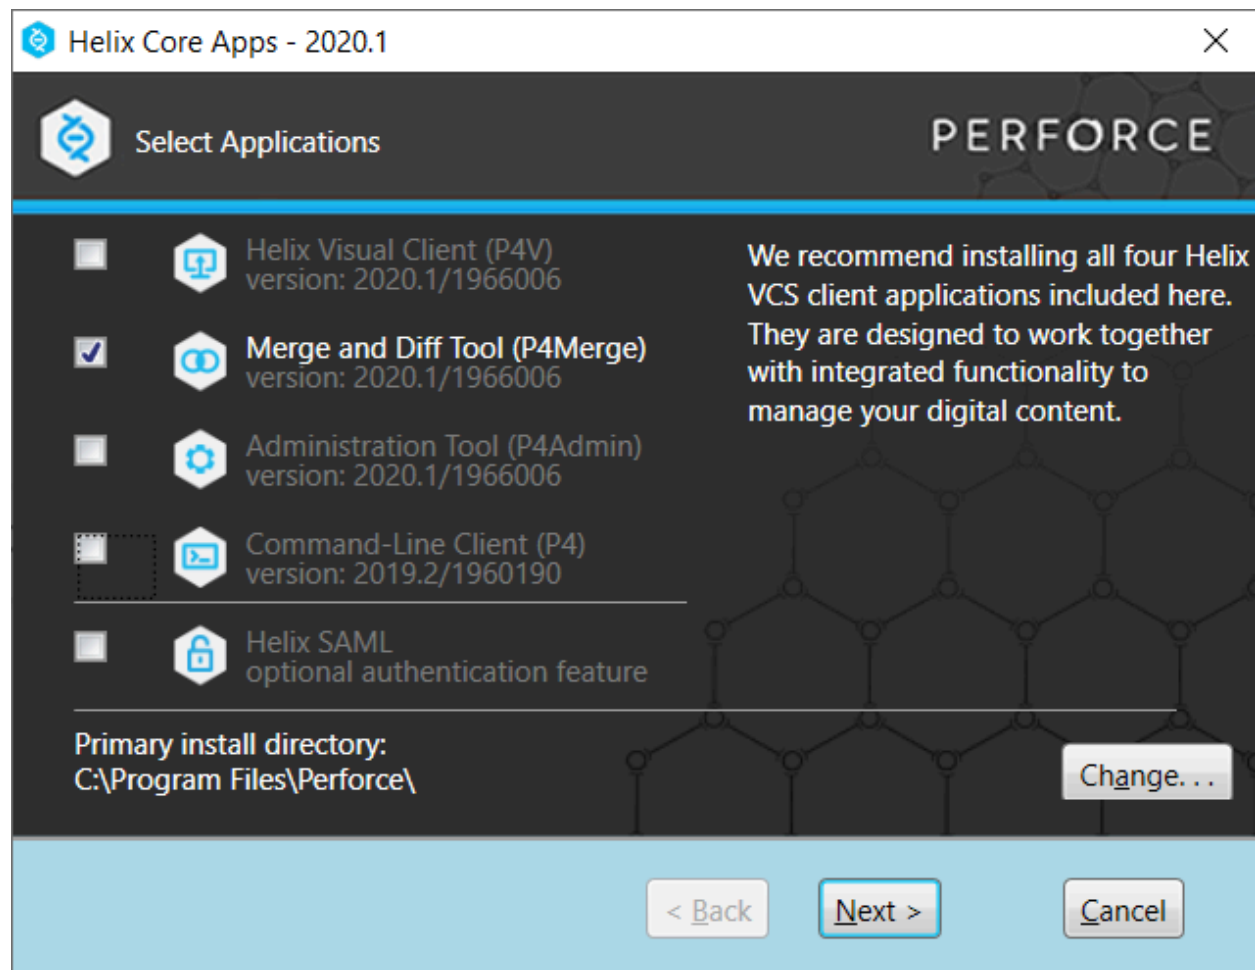 Helix Core Apps - 2020.1
Select Applications
PERFORCE
Helix Visual Client (P4V)
version: 2020.1/1966006
Merge and Diff Tool (P4Merge)
version: 2020.1/1966006
Administration Tool (P4Admin)
version: 2020.1/1966006
Command-Line Client (P4)
version: 2019.2/1960190
Helix SAML
optional authentication feature
We recommend installing all four Helix
VCS client applications included here.
They are designed to work together
with integrated functionality to
manage your digital content.
Primary install directory:
C:\Program Files\Perforce\
Change. . .
< Back
Next >
Cancel